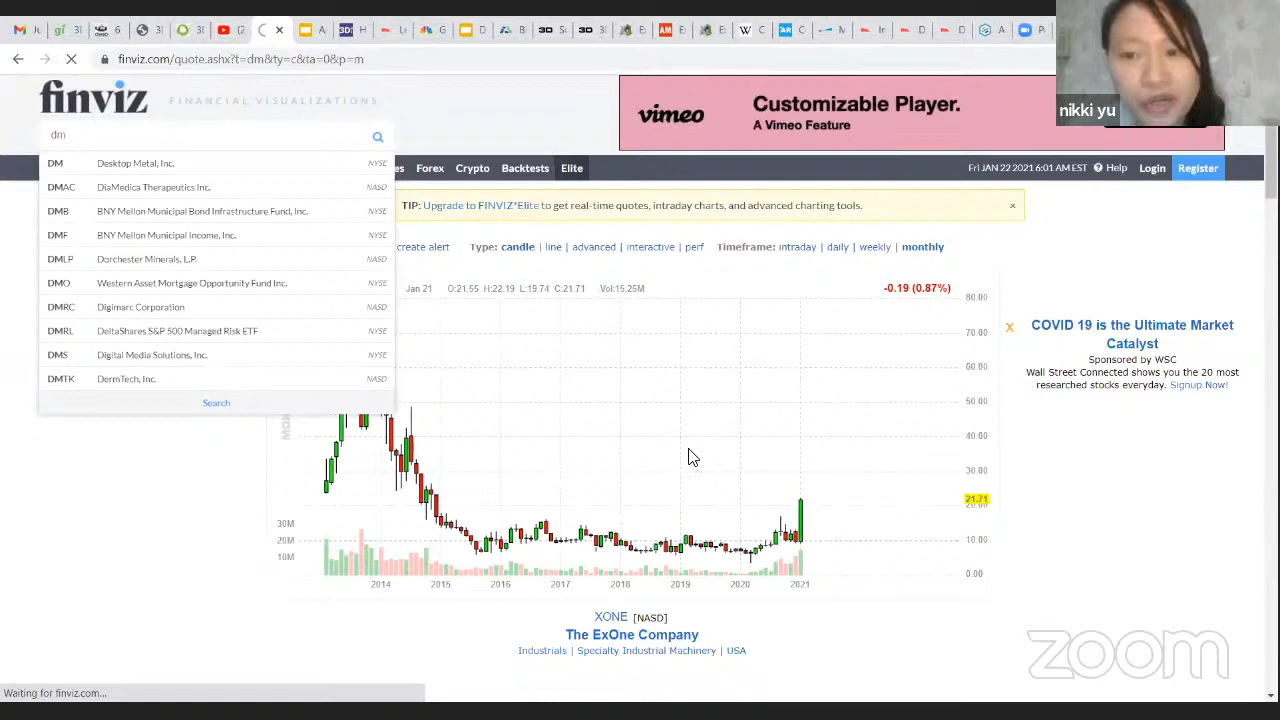 finviz.com/quote.ashx?t=dm&ty=c&ta=0&p=m
nikki yu
finviz FINANCIAL VISUALIZATIONS
vimeo
Customizable Player.
A Vimeo Feature
dm
DM Desktop Metal, Inc. NYSE
DMAC DiaMedica Therapeutics Inc. NASD
DMB BNY Mellon Municipal Bond Infrastructure Fund, Inc. NYSE
DMF BNY Mellon Municipal Income, Inc. NYSE
DMLP Dorchester Minerals, L.P. NASD
DMO Western Asset Mortgage Opportunity Fund Inc. NYSE
DMRC Digimarc Corporation NASD
DMRL DeltaShares S&P 500 Managed Risk ETF NYSE
DMS Digital Media Solutions, Inc. NYSE
DMTK DermTech, Inc. NASD
Search
es Forex Crypto Backtests Elite
Fri JAN 22 2021 6:01 AM EST Help Login Register
TIP: Upgrade to FINVIZ*Elite to get real-time quotes, intraday charts, and advanced charting tools. ×
create alert Type: candle | line | advanced | interactive | perf Timeframe: intraday | daily | weekly | monthly
Jan 21 O:21.55 H:22.19 L:19.74 C:21.71 Vol:15.25M -0.19 (0.87%)
80.00
70.00
60.00
50.00
40.00
30.00
21.71
20.00
10.00
0.00
30M
20M
10M
2014 2015 2016 2017 2018 2019 2020 2021
X COVID 19 is the Ultimate Market
Catalyst
Sponsored by WSC
Wall Street Connected shows you the 20 most
researched stocks everyday. Signup Now!
XONE [NASD]
The ExOne Company
Industrials | Specialty Industrial Machinery | USA
zoom
Waiting for finviz.com...